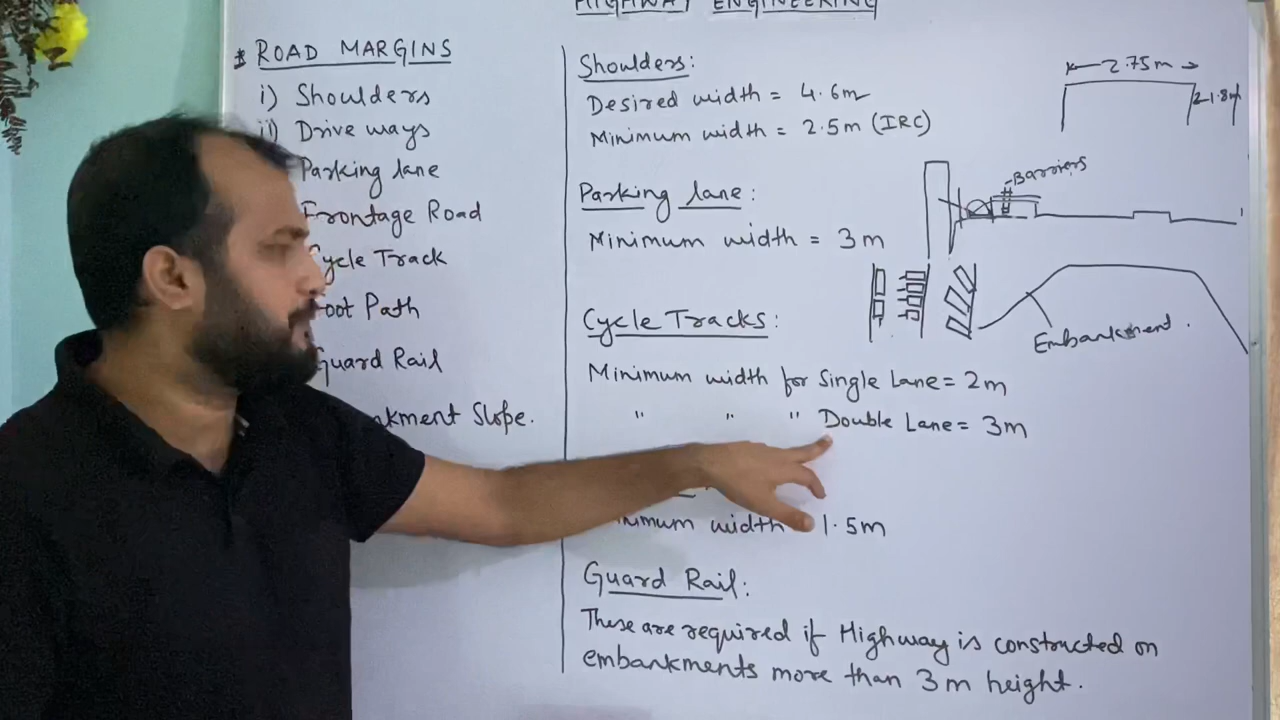 HIGHWAY ENGINEERING
* ROAD MARGINS
i) Shoulders
ii) Drive ways
Parking lane
Frontage Road
Cycle Track
Foot Path
Guard Rail
Slope.
Shoulders:
Desired width = 4.6m
Minimum width = 2.5m (IRC)
Parking lane:
Minimum width = 3m
Cycle Tracks:
Minimum width for Single Lane = 2m
" " " Double Lane = 3m
width 1.5m
Guard Rail:
These are required if Highway is constructed on
embankments more than 3m height.
2.75m
Barriers
Embankment.